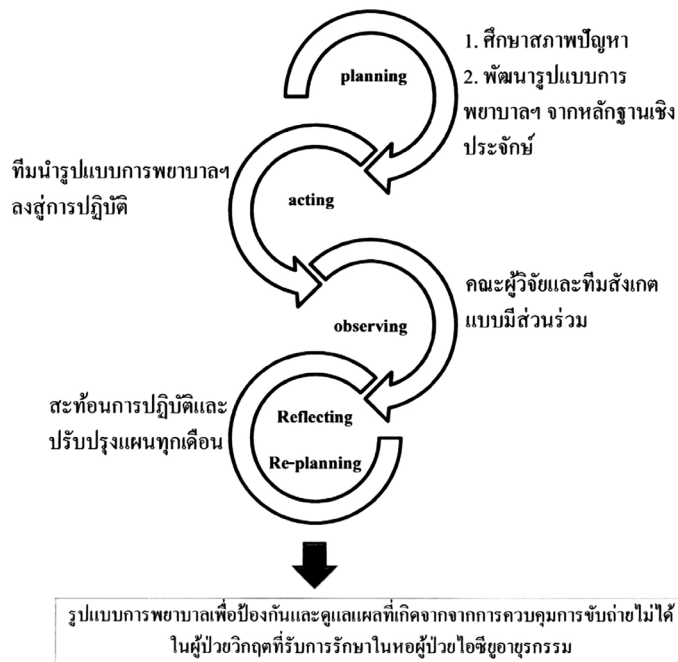 planning
1. ศึกษาสภาพปัญหา
2. พัฒนารูปแบบการ
พยาบาลฯ จากหลักฐานเชิง
ประจักษ์
ทีมนำรูปแบบการพยาบาลฯ
ลงสู่การปฏิบัติ
acting
คณะผู้วิจัยและทีมสังเกต
แบบมีส่วนร่วม
observing
สะท้อนการปฏิบัติและ
ปรับปรุงแผนทุกเดือน
Reflecting
Re-planning
รูปแบบการพยาบาลเพื่อป้องกันและดูแลแผลที่เกิดจากจากการควบคุมการขับถ่ายไม่ได้
ในผู้ป่วยวิกฤตที่รับการรักษาในหอผู้ป่วยไอซียูอายุรกรรม